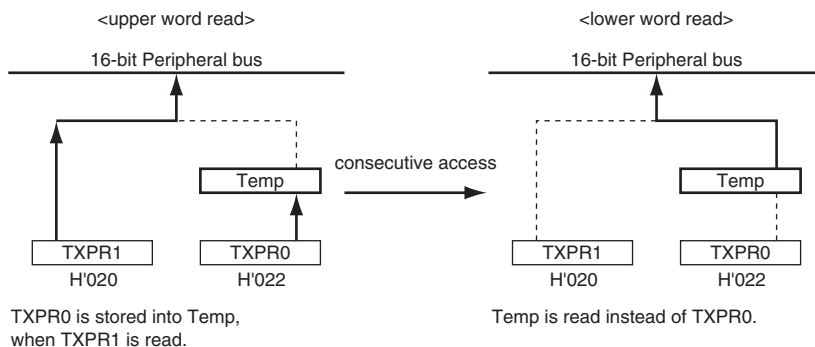 <upper word read>
16-bit Peripheral bus
Temp
TXPR1
TXPR0
H'020
H'022
TXPR0 is stored into Temp,
when TXPR1 is read.
consecutive access
<lower word read>
16-bit Peripheral bus
Temp
TXPR1
TXPR0
H'020
H'022
Temp is read instead of TXPR0.